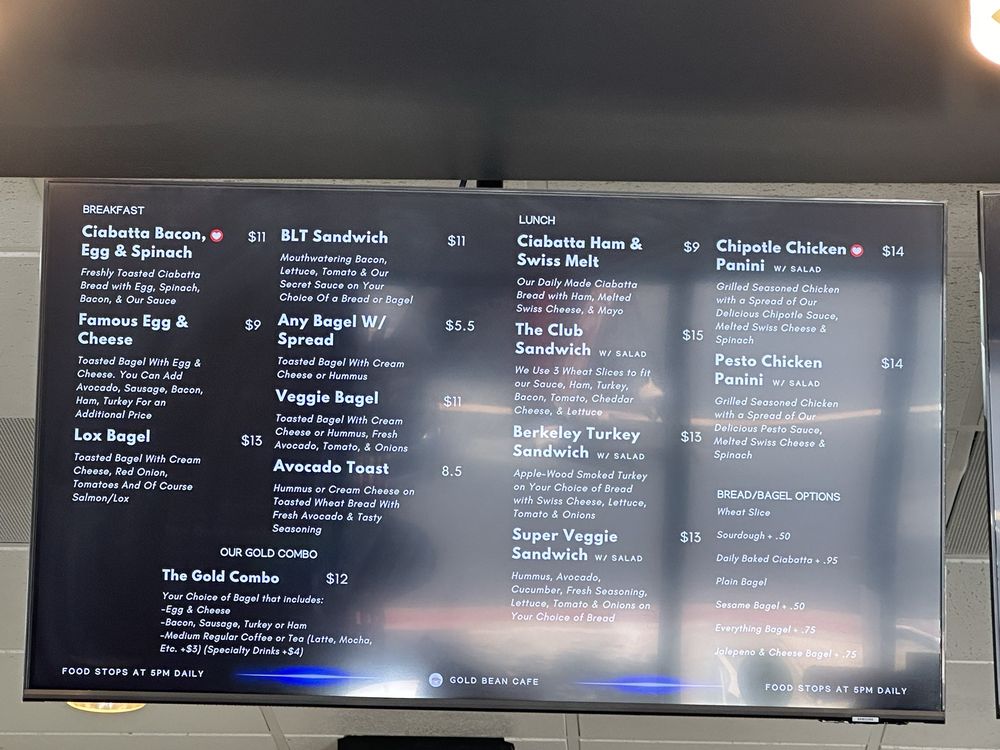 BREAKFAST
Ciabatta Bacon,
Egg & Spinach
$11
Freshly Toasted Ciabatta
Bread with Egg, Spinach,
Bacon, & Our Sauce
Famous Egg &
Cheese
$9
Toasted Bagel With Egg &
Cheese. You Can Add
Avocado, Sausage, Bacon,
Ham, Turkey For an
Additional Price
Lox Bagel
$13
Toasted Bagel With Cream
Cheese, Red Onion,
Tomatoes And Of Course
Salmon/Lox
BLT Sandwich
$11
Mouthwatering Bacon,
Lettuce, Tomato & Our
Secret Sauce on Your
Choice Of a Bread or Bagel
Any Bagel W/
Spread
$5.5
Toasted Bagel With Cream
Cheese or Hummus
Veggie Bagel
$11
Toasted Bagel With Cream
Cheese or Hummus, Fresh
Avocado, Tomato, & Onions
Avocado Toast
8.5
Hummus or Cream Cheese on
Toasted Wheat Bread With
Fresh Avocado & Tasty
Seasoning
OUR GOLD COMBO
The Gold Combo $12
Your Choice of Bagel that includes:
-Egg & Cheese
-Bacon, Sausage, Turkey or Ham
-Medium Regular Coffee or Tea (Latte, Mocha,
Etc. +$3) (Specialty Drinks +$4)
LUNCH
Ciabatta Ham &
Swiss Melt
$9
Our Daily Made Ciabatta
Bread with Ham, Melted
Swiss Cheese, & Mayo
The Club
Sandwich W/ SALAD
$15
We Use 3 Wheat Slices to fit
our Sauce, Ham, Turkey,
Bacon, Tomato, Cheddar
Cheese, & Lettuce
Berkeley Turkey
Sandwich W/ SALAD
$13
Apple-Wood Smoked Turkey
on Your Choice of Bread
with Swiss Cheese, Lettuce,
Tomato & Onions
Super Veggie
Sandwich W/ SALAD
$13
Hummus, Avocado,
Cucumber, Fresh Seasoning,
Lettuce, Tomato & Onions on
Your Choice of Bread
Chipotle Chicken
Panini W/ SALAD
$14
Grilled Seasoned Chicken
with a Spread of Our
Delicious Chipotle Sauce,
Melted Swiss Cheese &
Spinach
Pesto Chicken
Panini W/ SALAD
$14
Grilled Seasoned Chicken
with a Spread of Our
Delicious Pesto Sauce,
Melted Swiss Cheese &
Spinach
BREAD/BAGEL OPTIONS
Wheat Slice
Sourdough + .50
Daily Baked Ciabatta + .95
Plain Bagel
Sesame Bagel + .50
Everything Bagel + .75
Jalepeno & Cheese Bagel + .75
FOOD STOPS AT 5PM DAILY
GOLD BEAN CAFE
FOOD STOPS AT 5PM DAILY
SAMSUNG